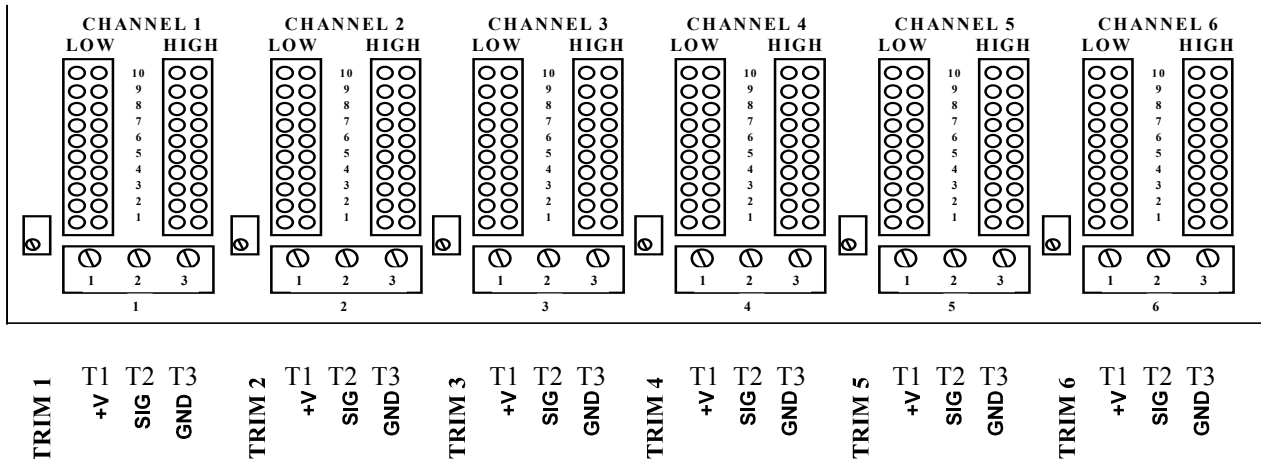 CHANNEL 1 CHANNEL 2 CHANNEL 3 CHANNEL 4 CHANNEL 5 CHANNEL 6
LOW HIGH LOW HIGH LOW HIGH LOW HIGH LOW HIGH LOW HIGH
10 10 10 10 10 10
9 9 9 9 9 9
8 8 8 8 8 8
7 7 7 7 7 7
6 6 6 6 6 6
5 5 5 5 5 5
4 4 4 4 4 4
3 3 3 3 3 3
2 2 2 2 2 2
1 1 1 1 1 1
1 2 3 1 2 3 1 2 3 1 2 3 1 2 3 1 2 3
1 2 3 4 5 6
TRIM 1 T1 T2 T3 TRIM 2 T1 T2 T3 TRIM 3 T1 T2 T3 TRIM 4 T1 T2 T3 TRIM 5 T1 T2 T3 TRIM 6 T1 T2 T3
+V SIG GND +V SIG GND +V SIG GND +V SIG GND +V SIG GND +V SIG GND